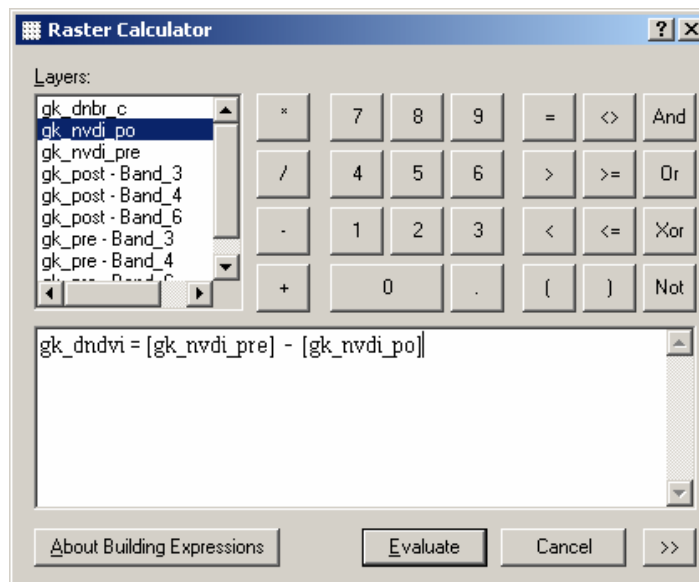 Raster Calculator
Layers:
gk_dnbr_c
gk_nvdi_po
gk_nvdi_pre
gk_post - Band_3
gk_post - Band_4
gk_post - Band_6
gk_pre - Band_3
gk_pre - Band_4
* 7 8 9 = <> And
/ 4 5 6 > >= Or
- 1 2 3 < <= Xor
+ 0 . ( ) Not
gk_dndvi = [gk_nvdi_pre] - [gk_nvdi_po]
About Building Expressions Evaluate Cancel >>